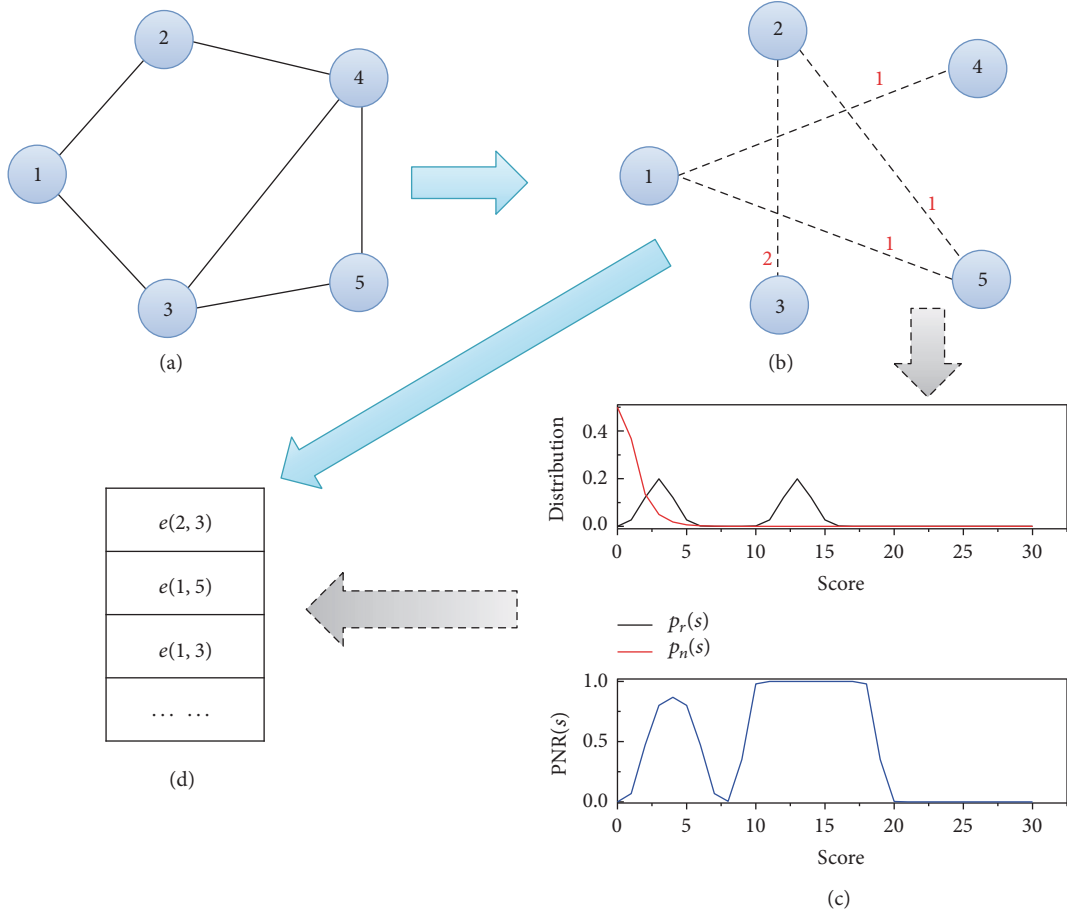 2
4
1
5
3
(a)
2
4
1
1
1
1
2
5
3
(b)
0.4
0.2
0.0
Distribution
0 5 10 15 20 25 30
Score
p_r(s)
p_n(s)
1.0
0.5
0.0
PNR(s)
0 5 10 15 20 25 30
Score
(c)
e(2, 3)
e(1, 5)
e(1, 3)
… …
(d)